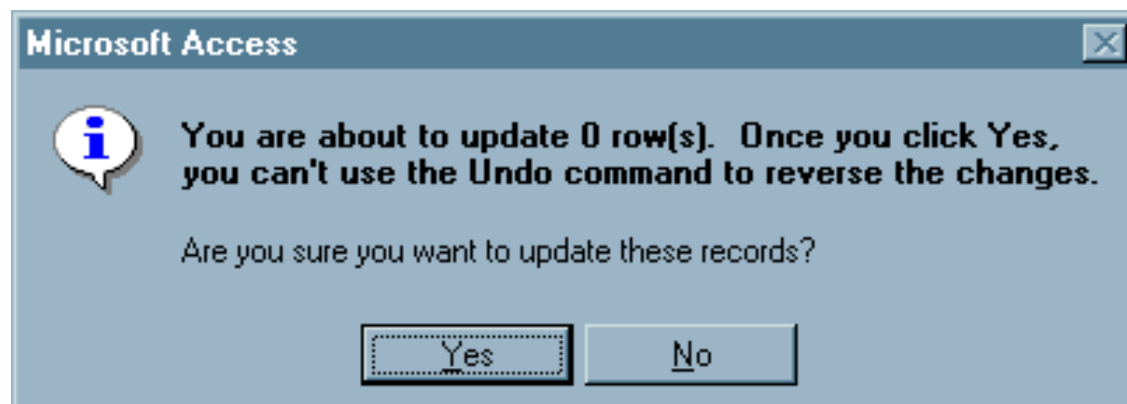 Microsoft Access
You are about to update 0 row(s).  Once you click Yes,
you can't use the Undo command to reverse the changes.
Are you sure you want to update these records?
Yes
No